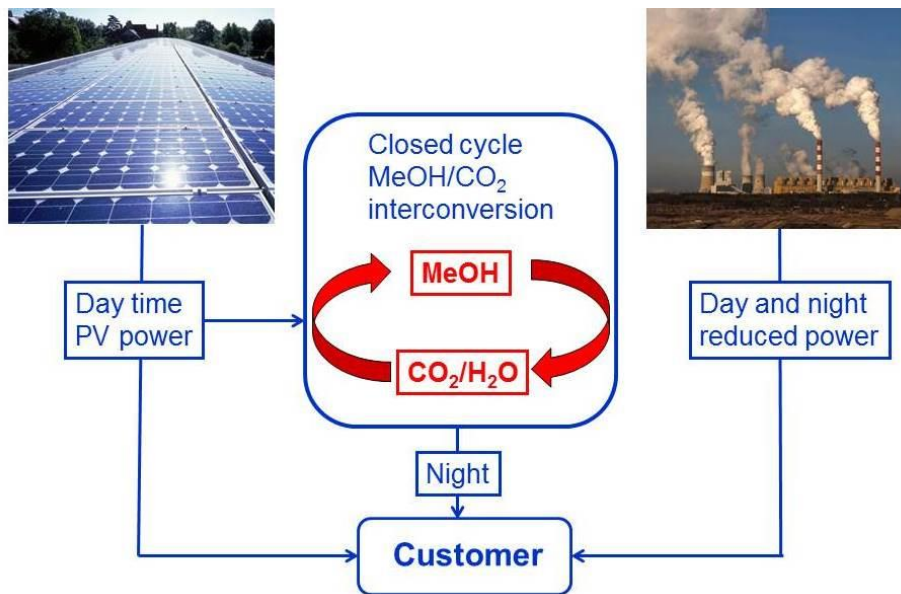 Closed cycle
MeOH/CO₂
interconversion
MeOH
CO₂/H₂O
Day time
PV power
Day and night
reduced power
Night
Customer